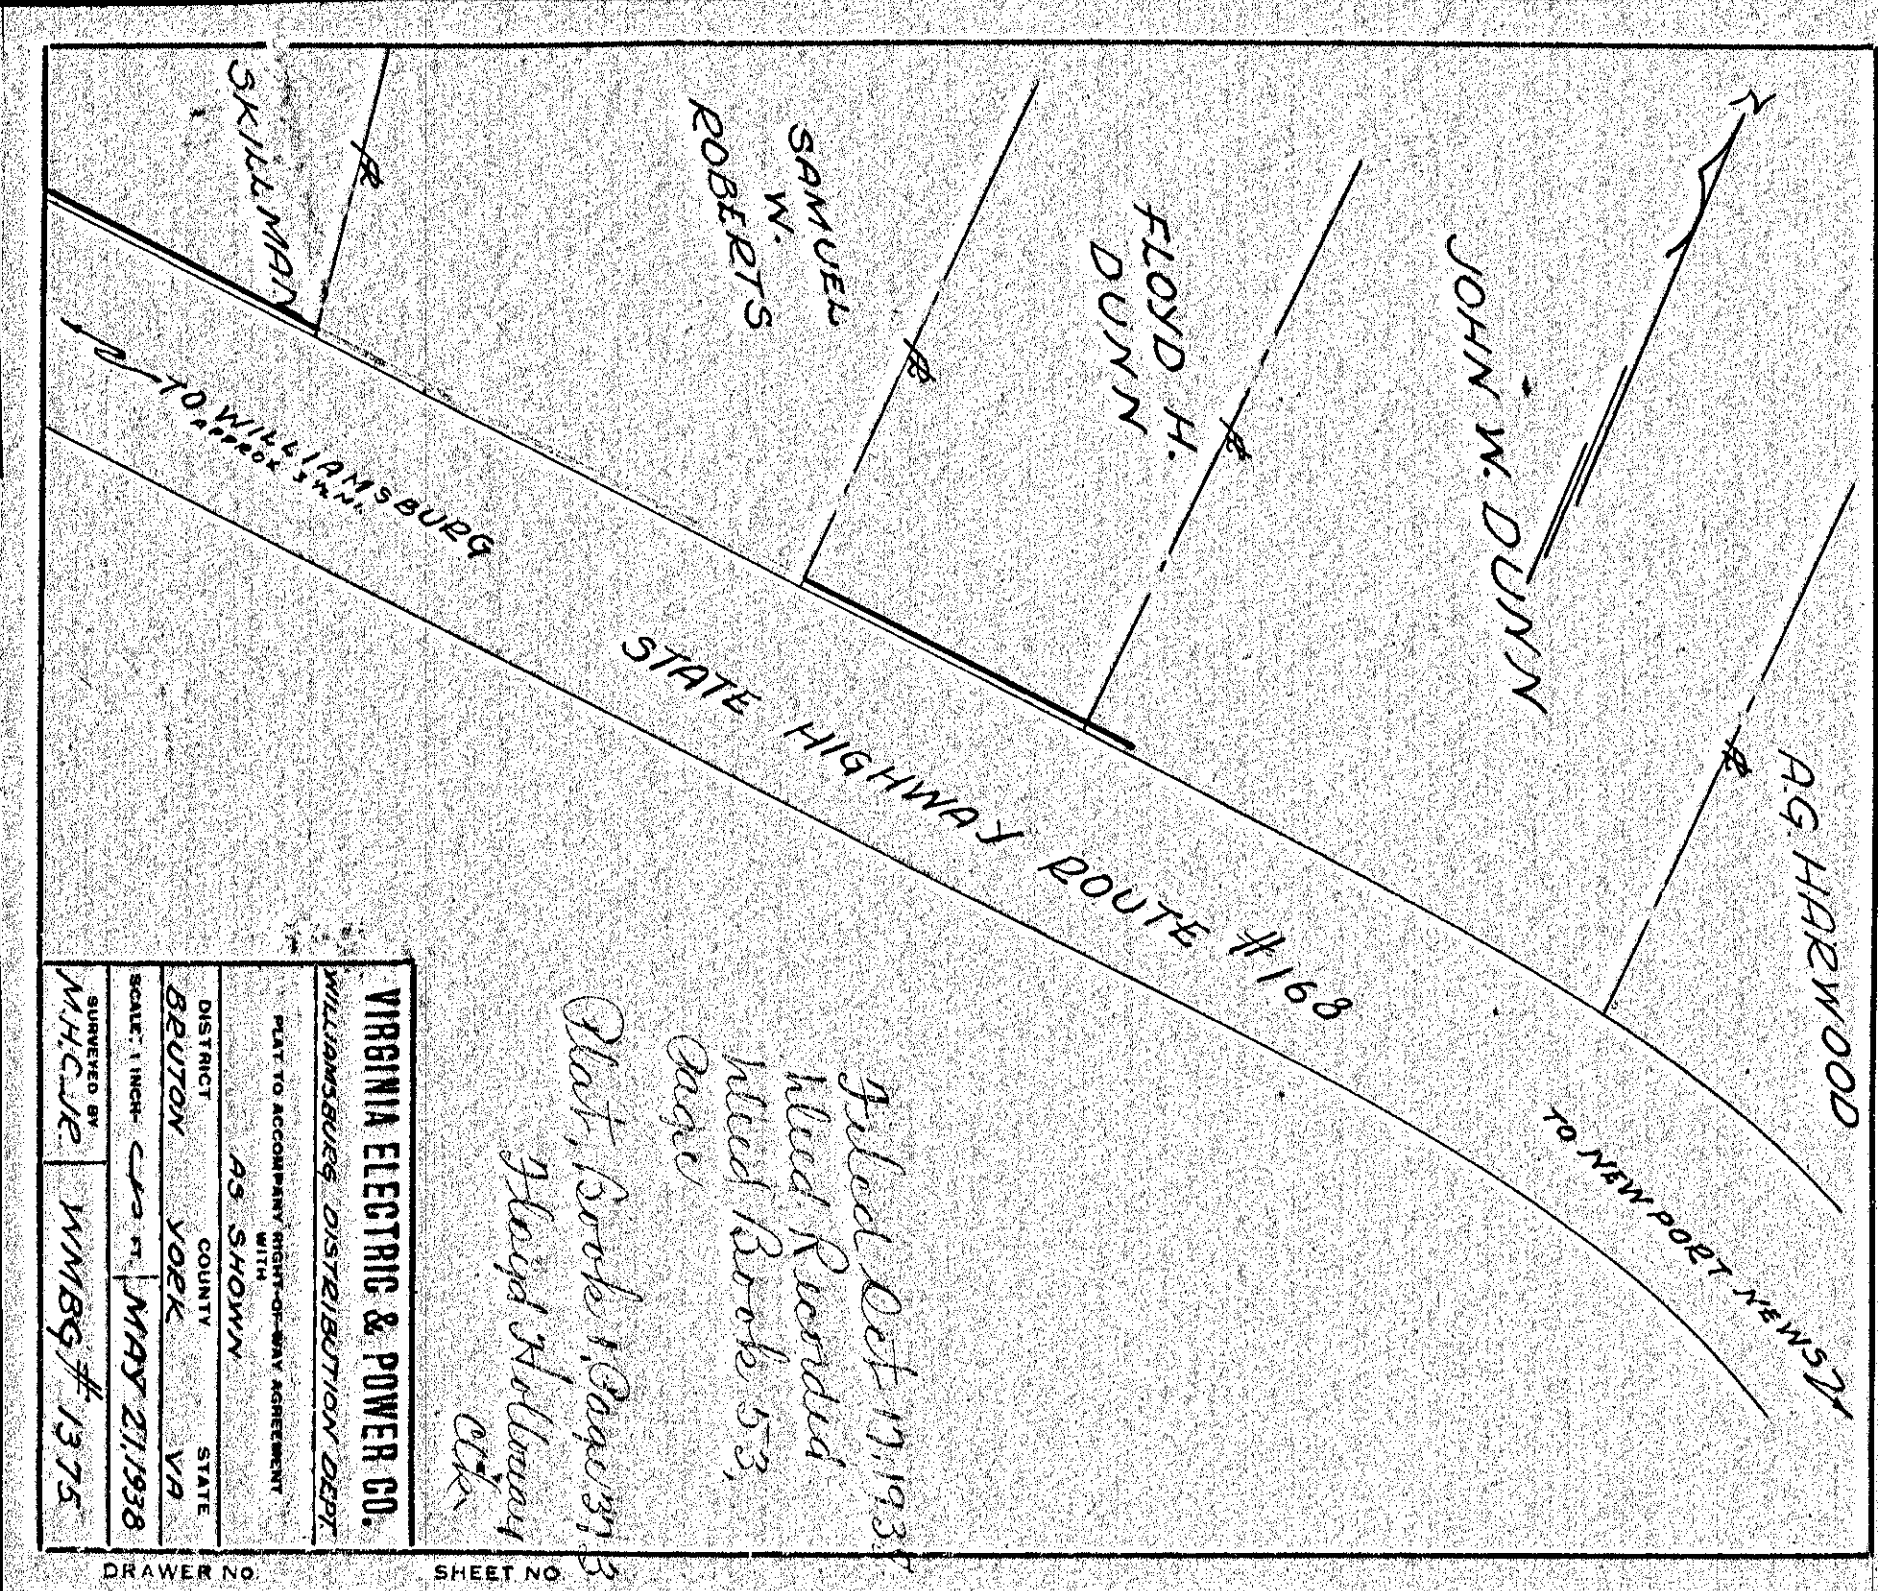 SKILLMAN
SAMUEL
W.
ROBERTS
FLOYD H.
DUNN
JOHN W. DUNN
A.G. HARWOOD
TO WILLIAMSBURG
APPROX. 3
STATE HIGHWAY ROUTE #168
TO NEWPORT NEWS
Filed Oct. 17, 1938
Deed Recorded
Deed Book 53,
Page
Plat Book 1, Page
Floyd Holloway
Clk.
VIRGINIA ELECTRIC & POWER CO.
WILLIAMSBURG DISTRIBUTION DEPT.
PLAT TO ACCOMPANY RIGHT-OF-WAY AGREEMENT
WITH
AS SHOWN
DISTRICT COUNTY STATE
BRUTON YORK VA
SCALE: 1 INCH FT. MAY 27, 1938
SURVEYED BY
M.H.C. JR. WMBG # 1375
DRAWER NO. SHEET NO.